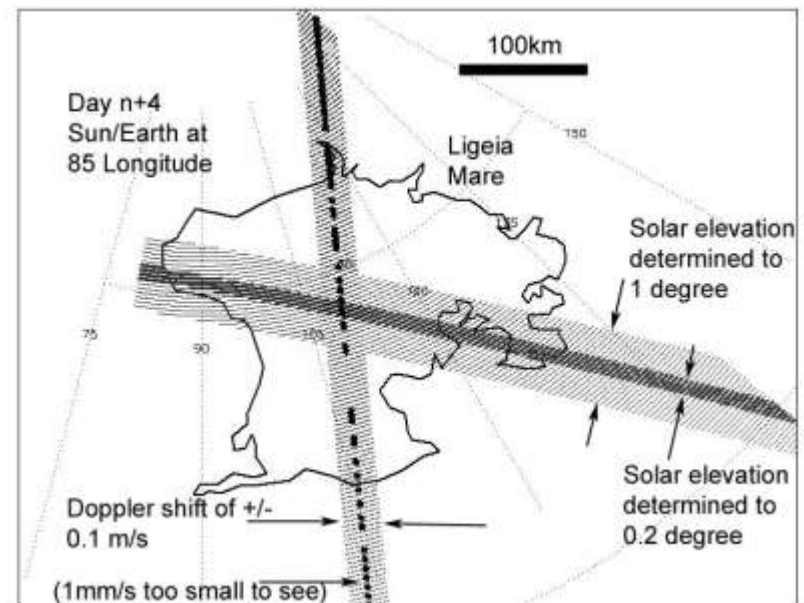 100km
Day n+4
Sun/Earth at
85 Longitude
Ligeia
Mare
150
Solar elevation
determined to
1 degree
75
90
105
Solar elevation
determined to
0.2 degree
Doppler shift of +/-
0.1 m/s
(1mm/s too small to see)